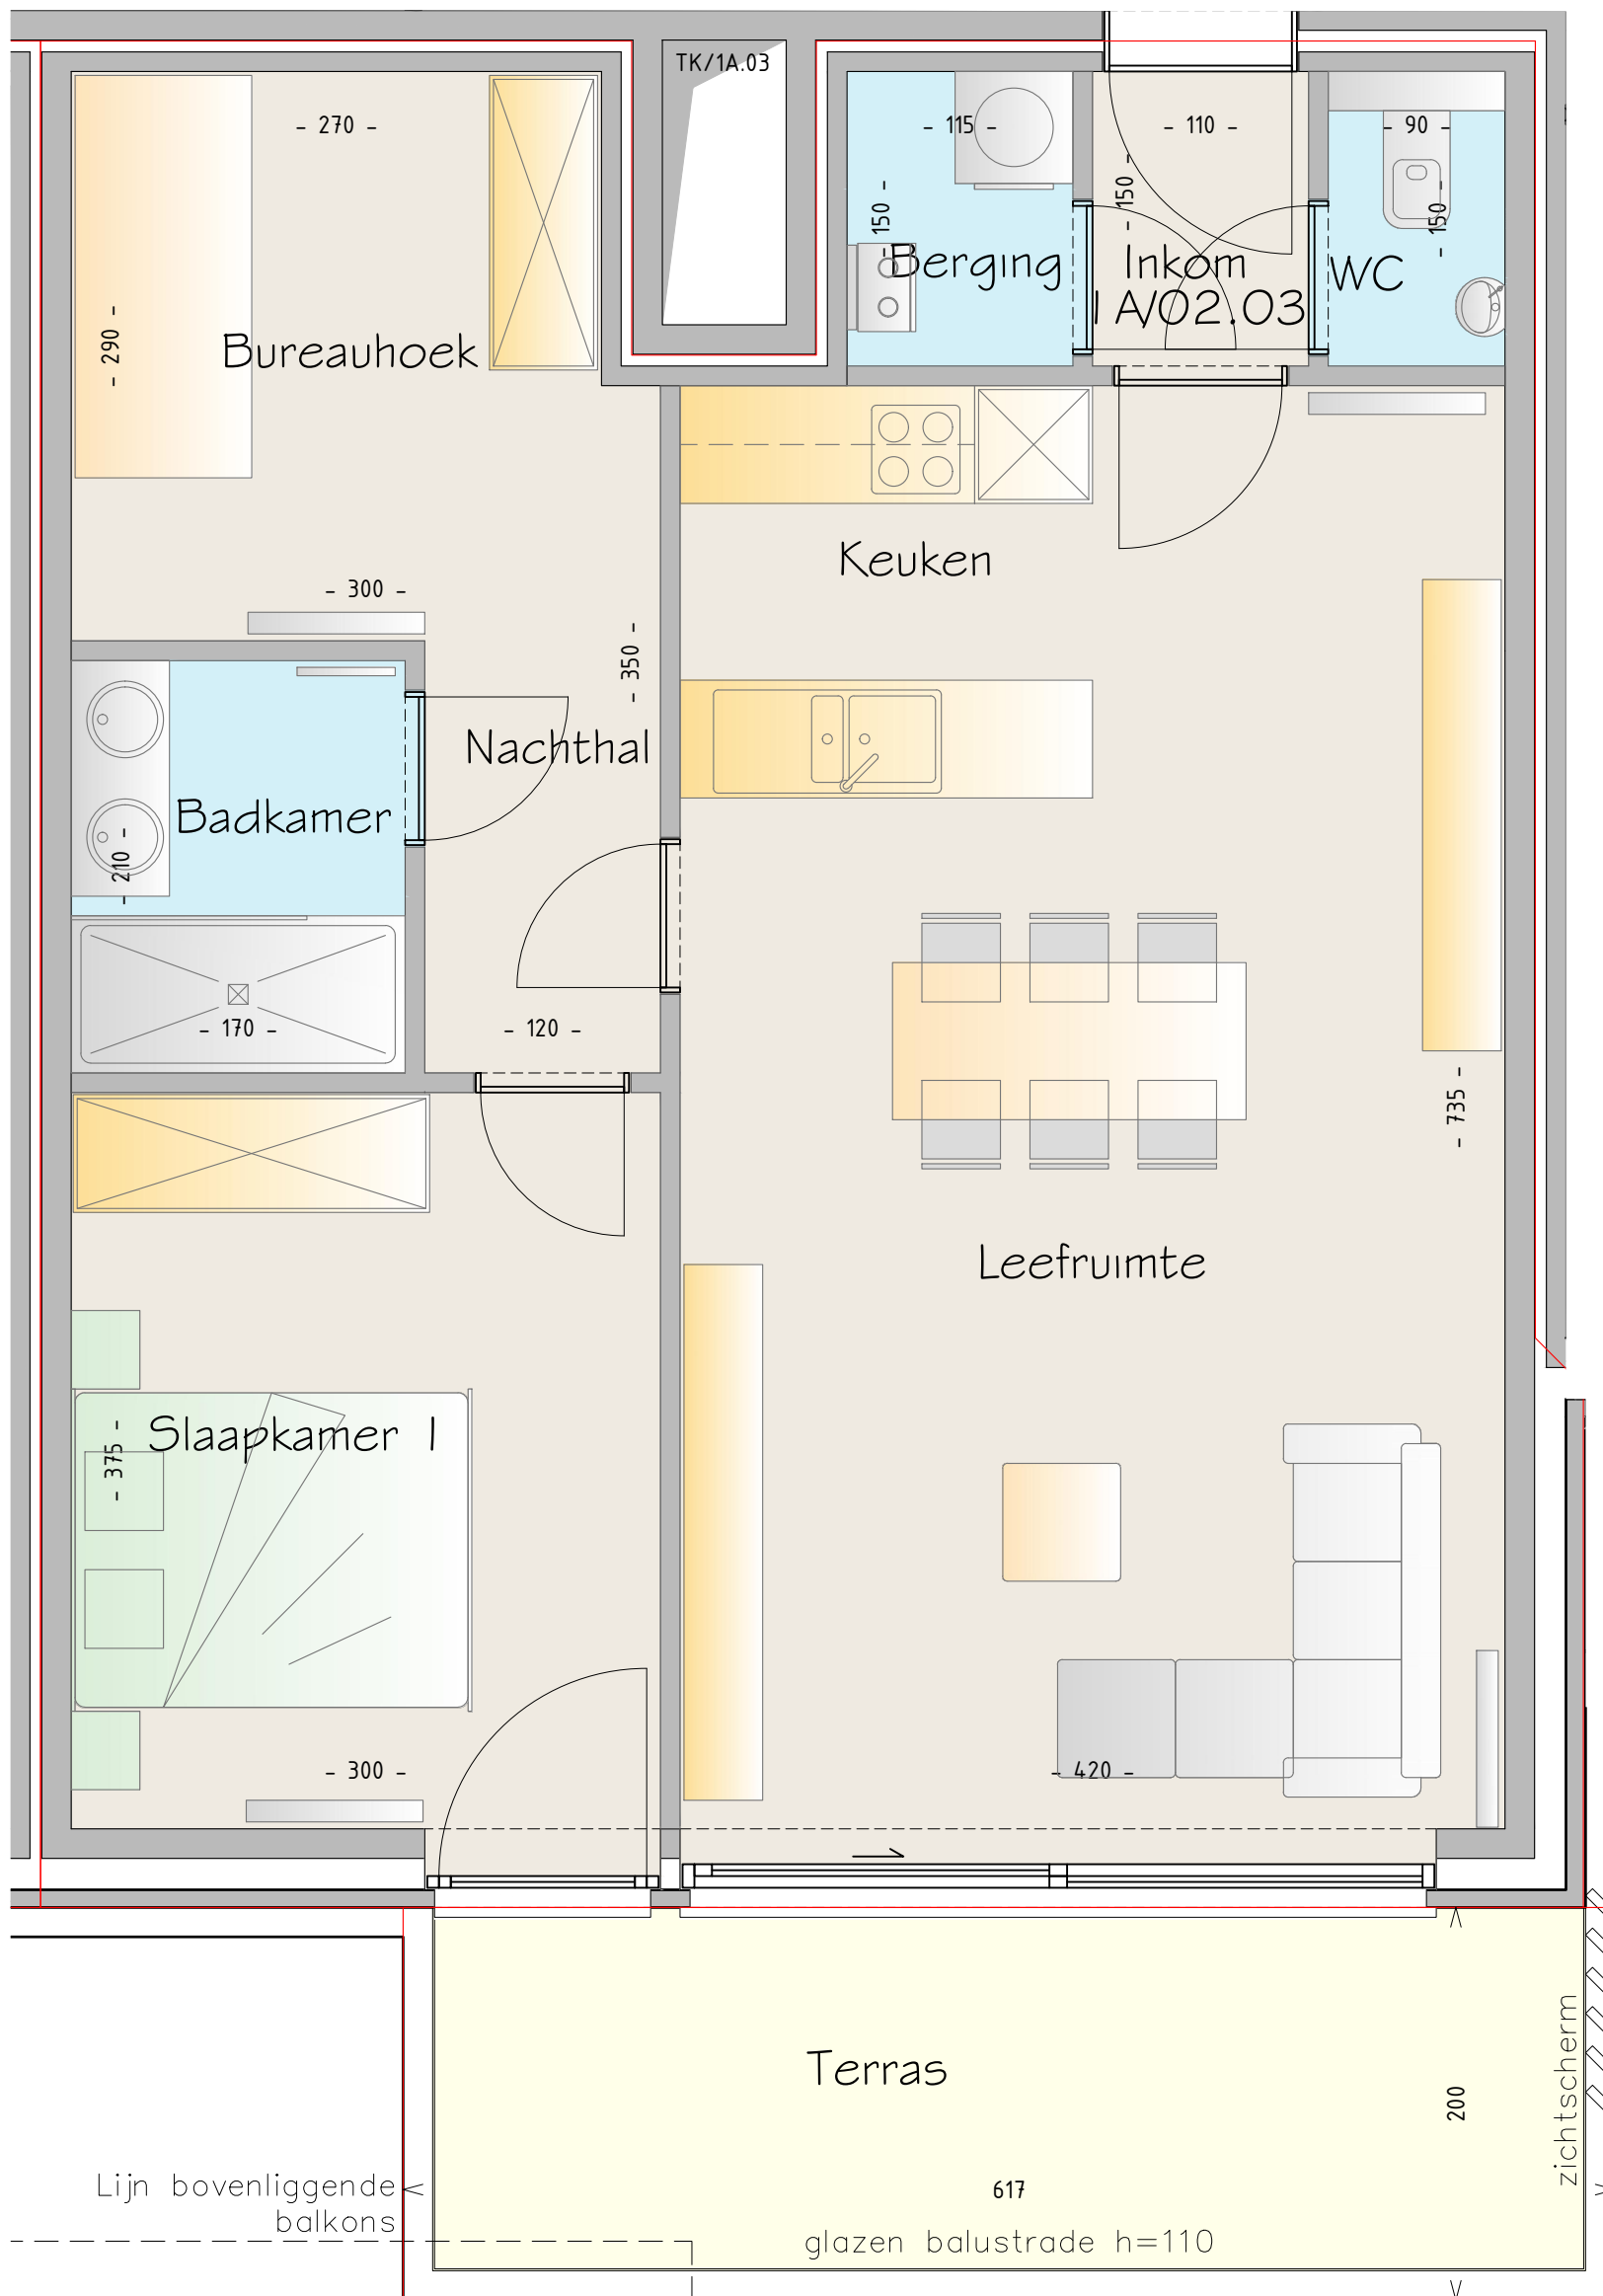 TK/1A.03
- 270 -
- 115 -
- 110 -
- 90 -
- 150 -
- 150 -
- 150 -
Berging
Inkom
1A/02.03
WC
- 290 -
Bureauhoek
Keuken
- 300 -
- 350 -
Nachthal
Badkamer
- 210 -
- 170 -
- 120 -
- 735 -
Leefruimte
- 375 -
Slaapkamer 1
- 300 -
- 420 -
Terras
200
zichtscherm
Lijn bovenliggende
balkons
617
glazen balustrade h=110